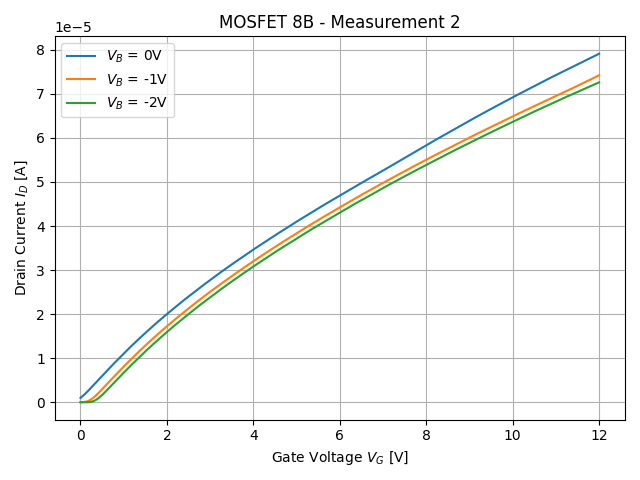 MOSFET 8B - Measurement 2
1e−5
V_B = 0V
V_B = -1V
V_B = -2V
Drain Current I_D [A]
8
7
6
5
4
3
2
1
0
0 2 4 6 8 10 12
Gate Voltage V_G [V]